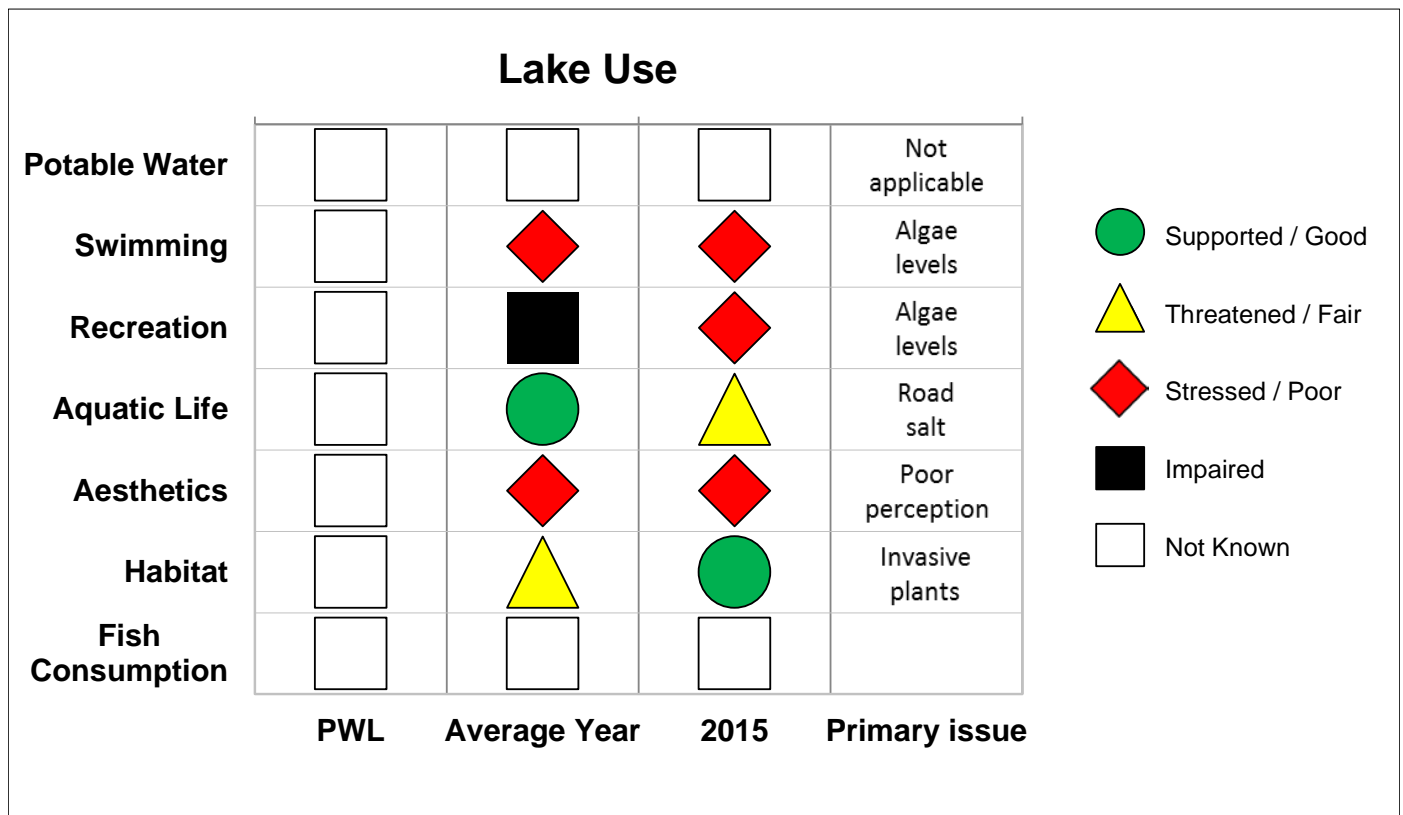 Lake Use
Potable Water
Not
applicable
Swimming
Algae
levels
Recreation
Algae
levels
Aquatic Life
Road
salt
Aesthetics
Poor
perception
Habitat
Invasive
plants
Fish
Consumption
PWL
Average Year
2015
Primary issue
Supported / Good
Threatened / Fair
Stressed / Poor
Impaired
Not Known